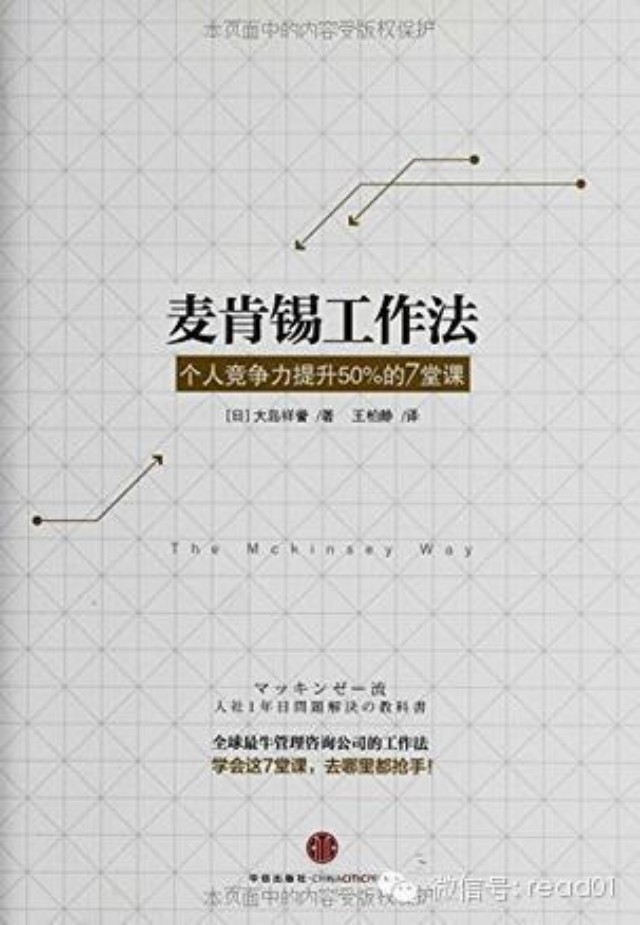 本页面中的内容受版权保护
麦肯锡工作法
个人竞争力提升50%的7堂课
［日］大岛祥誉 /著 王柏静 /译
The Mckinsey Way
マッキンゼー流
入社1年目問題解決の教科書
全球最牛管理咨询公司的工作法
学会这7堂课，去哪里都抢手！
中信出版社·CHINACITICPRESS
微信号: read01
本页面中的内容受版权保护